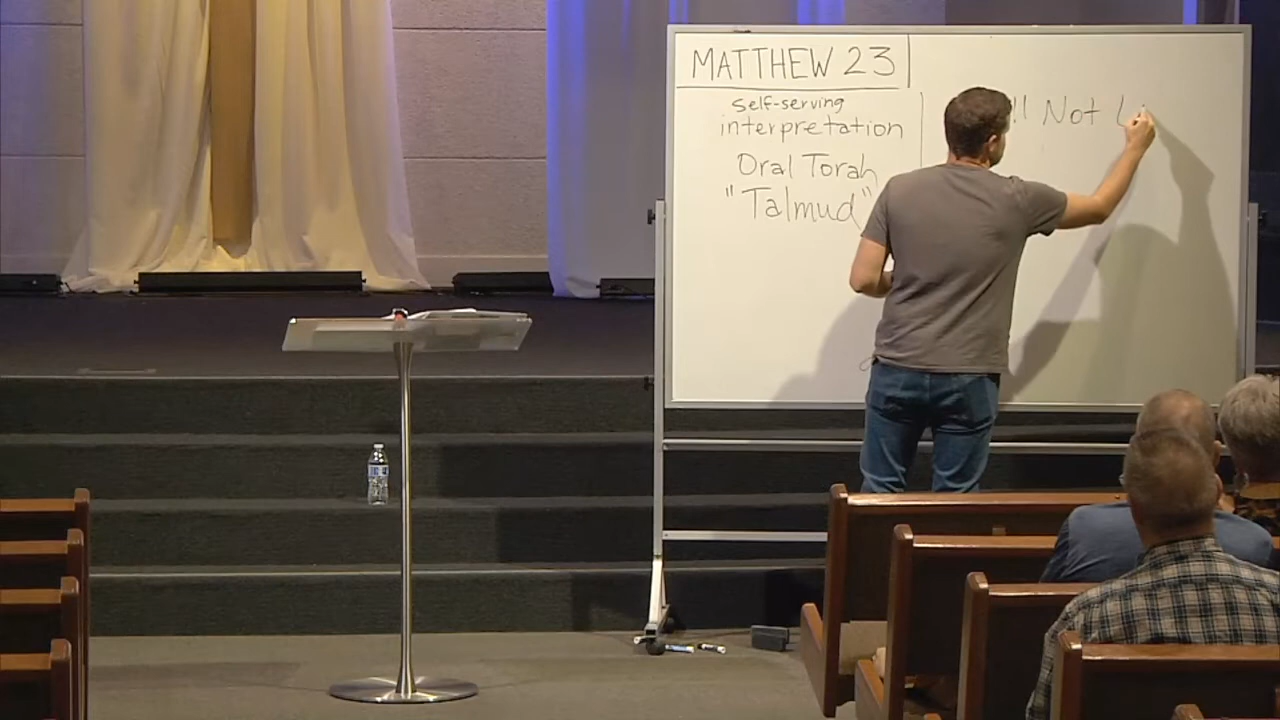 MATTHEW 23
self-serving
interpretation
Oral Torah
"Talmud"
Not